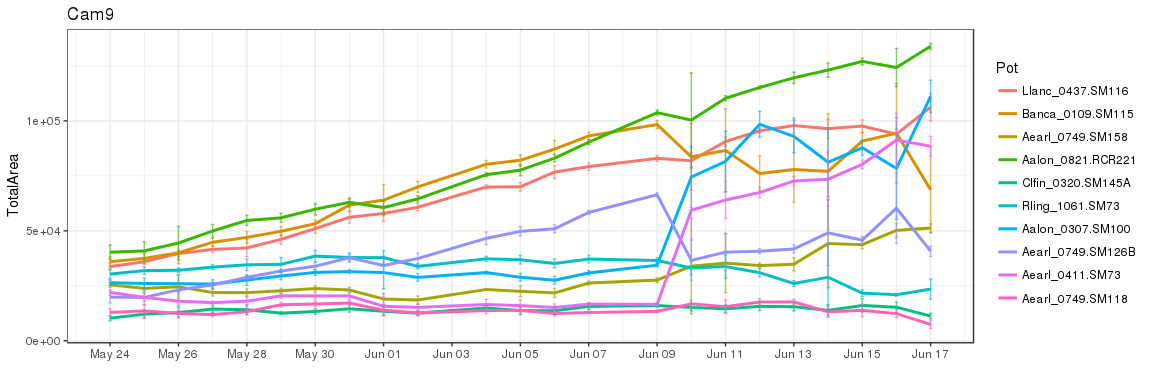 Cam9
TotalArea
1e+05
5e+04
0e+00
May 24 May 26 May 28 May 30 Jun 01 Jun 03 Jun 05 Jun 07 Jun 09 Jun 11 Jun 13 Jun 15 Jun 17
Pot
Llanc_0437.SM116
Banca_0109.SM115
Aearl_0749.SM158
Aalon_0821.RCR221
Clfin_0320.SM145A
Rling_1061.SM73
Aalon_0307.SM100
Aearl_0749.SM126B
Aearl_0411.SM73
Aearl_0749.SM118